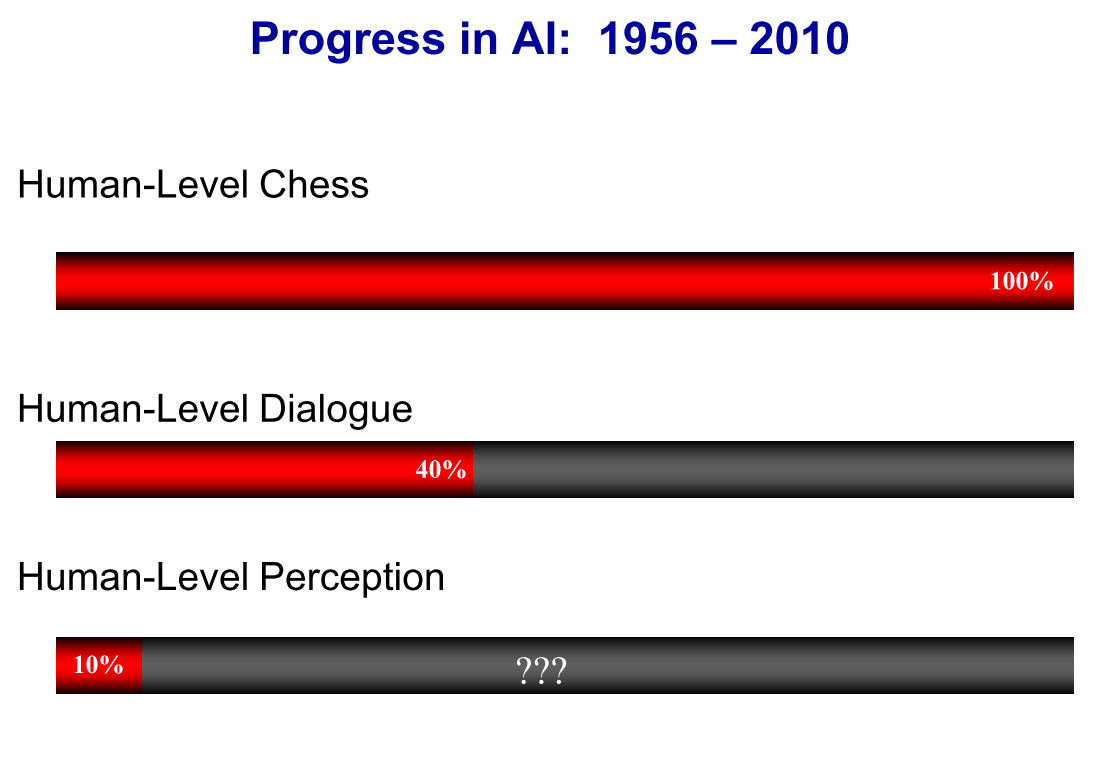 Progress in AI:  1956 – 2010
Human-Level Chess
100%
Human-Level Dialogue
40%
Human-Level Perception
10%
???